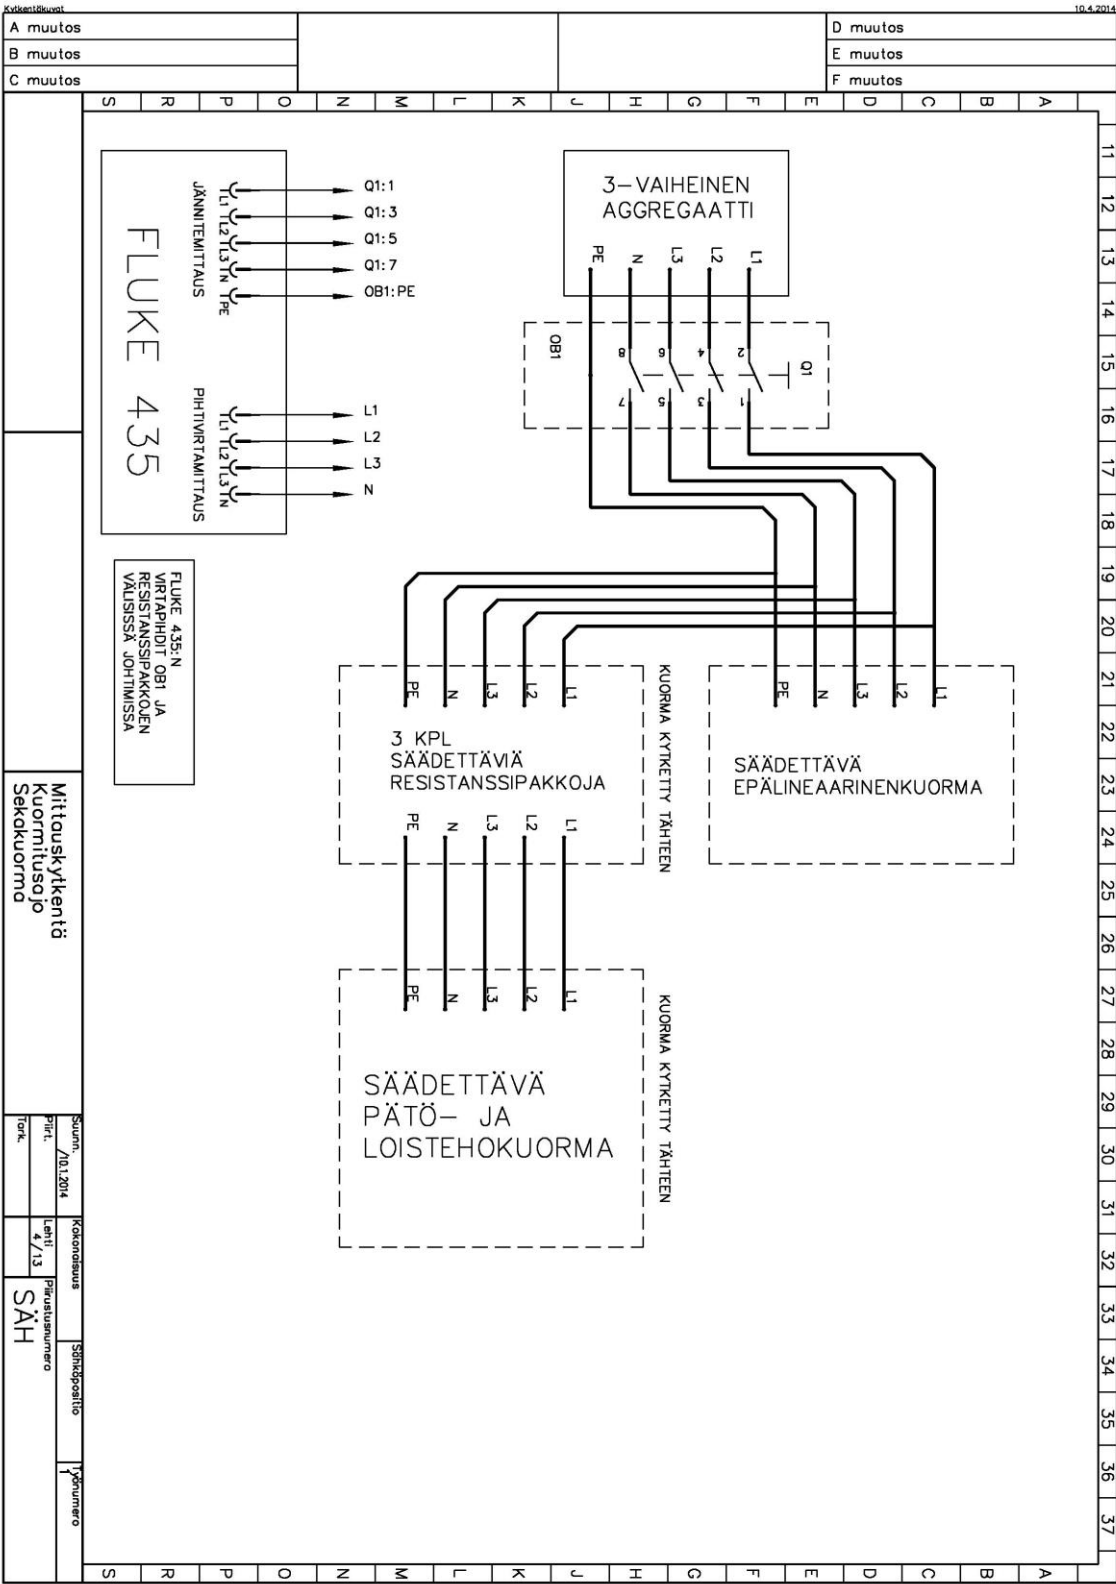 Kytkentäkuvat
10.4.2014
A muutos
B muutos
C muutos
D muutos
E muutos
F muutos
S R P O N M L K J H G F E D C B A
11 12 13 14 15 16 17 18 19 20 21 22 23 24 25 26 27 28 29 30 31 32 33 34 35 36 37
3-VAIHEINEN
AGGREGAATTI
PE N L3 L2 L1
OB1
8 6 4 2
Q1
7 5 3 1
FLUKE 435
JÄNNITEMITTAUS
L1 L2 L3 N PE
Q1:1
Q1:3
Q1:5
Q1:7
OB1:PE
PIHTIVIRTAMITTAUS
L1 L2 L3 N
L1
L2
L3
N
FLUKE 435:N
VIRTAPIHDIT OB1 JA
RESISTANSSIPAKKOJEN
VÄLISISSÄ JOHTIMISSA
PE N L3 L2 L1
3 KPL
SÄÄDETTÄVIÄ
RESISTANSSIPAKKOJA
PE N L3 L2 L1
KUORMA KYTKETTY TÄHTEEN
PE N L3 L2 L1
SÄÄDETTÄVÄ
EPÄLINEAARINENKUORMA
PE N L3 L2 L1
SÄÄDETTÄVÄ
PÄTÖ- JA
LOISTEHOKUORMA
KUORMA KYTKETTY TÄHTEEN
Mittauskytkentä
Kuormitusajo
Sekakuorma
Suunn.
/10.1.2014
Piirt.
Tark.
Kokonaisuus
Lehti
4/13
Piirustusnumero
SÄH
Sähköpositio
Työnumero
1
S R P O N M L K J H G F E D C B A